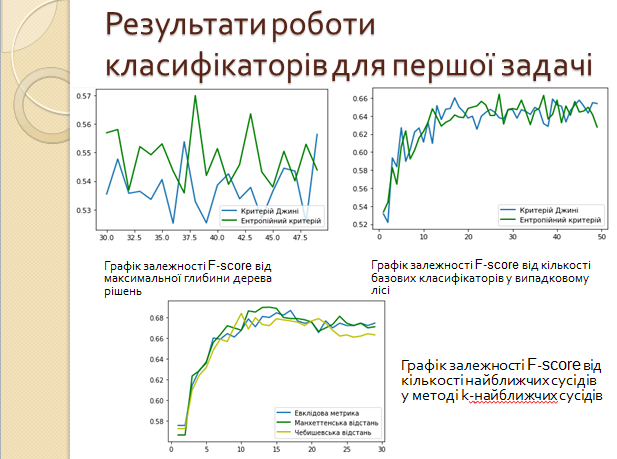 Результати роботи
класифікаторів для першої задачі
0.57
0.56
0.55
0.54
0.53
30.0 32.5 35.0 37.5 40.0 42.5 45.0 47.5
Критерій Джині
Ентропійний критерій
0.66
0.64
0.62
0.60
0.58
0.56
0.54
0.52
0 10 20 30 40 50
Критерій Джині
Ентропійний критерій
Графік залежності F-score від
максимальної глибини дерева
рішень
Графік залежності F-score від кількості
базових класифікаторів у випадковому
лісі
0.68
0.66
0.64
0.62
0.60
0.58
0 5 10 15 20 25 30
Евклідова метрика
Манхеттенська відстань
Чебишевська відстань
Графік залежності F-score від
кількості найближчих сусідів
у методі k-найближчих сусідів